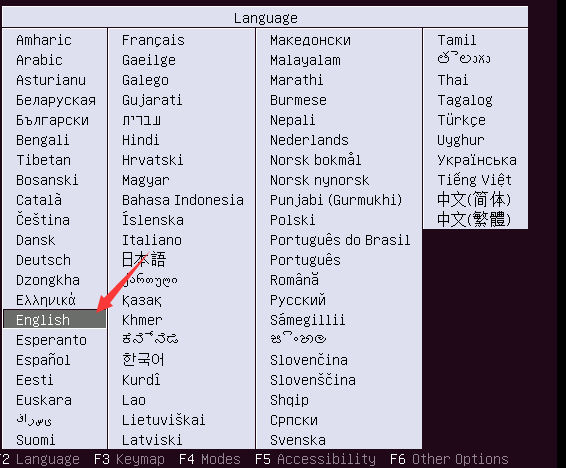 Language
Amharic
Arabic
Asturianu
Беларуская
Български
Bengali
Tibetan
Bosanski
Català
Čeština
Dansk
Deutsch
Dzongkha
Ελληνικά
English
Esperanto
Español
Eesti
Euskara
ﻰﺳﺭﺎﻓ
Suomi
Français
Gaeilge
Galego
Gujarati
עברית
Hindi
Hrvatski
Magyar
Bahasa Indonesia
Íslenska
Italiano
日本語
ქართული
Қазақ
Khmer
ಕನ್ನಡ
한국어
Kurdî
Lao
Lietuviškai
Latviski
Македонски
Malayalam
Marathi
Burmese
Nepali
Nederlands
Norsk bokmål
Norsk nynorsk
Punjabi (Gurmukhi)
Polski
Português do Brasil
Português
Română
Русский
Sámegillii
සිංහල
Slovenčina
Slovenščina
Shqip
Српски
Svenska
Tamil
తెలుగు
Thai
Tagalog
Türkçe
Uyghur
Українська
Tiếng Việt
中文(简体)
中文(繁體)
2 Language F3 Keymap F4 Modes F5 Accessibility F6 Other Options